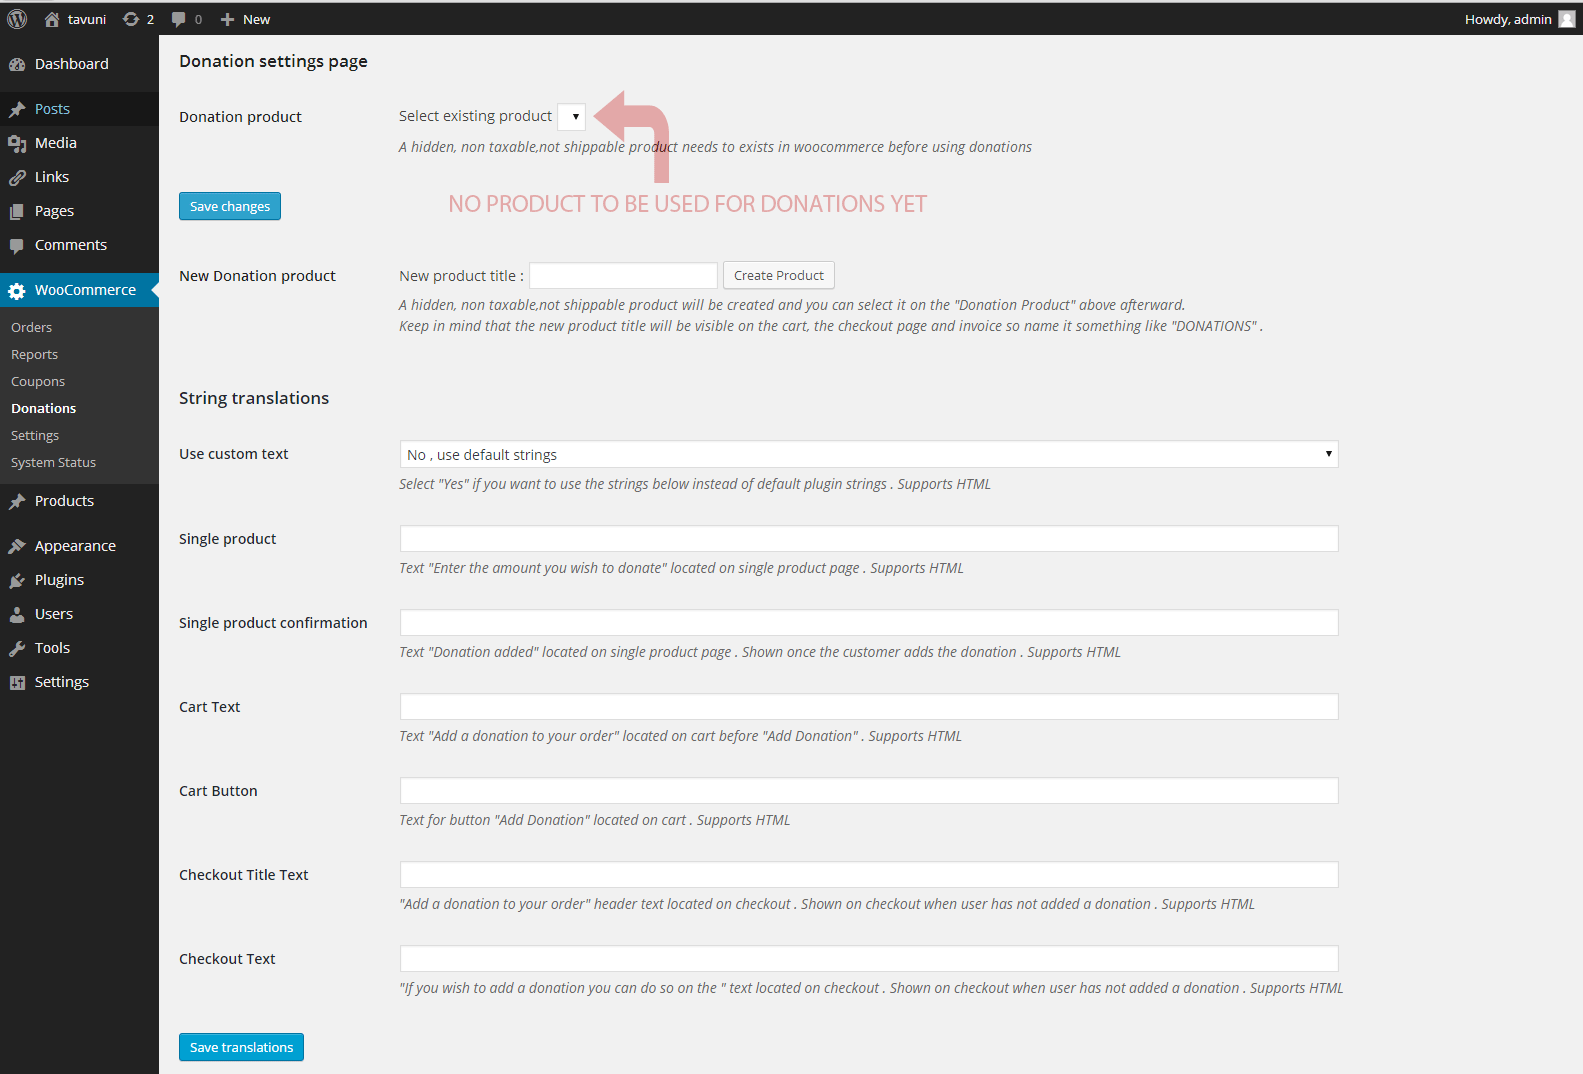 tavuni 2 0 New Howdy, admin
Dashboard
Posts
Media
Links
Pages
Comments
WooCommerce
Orders
Reports
Coupons
Donations
Settings
System Status
Products
Appearance
Plugins
Users
Tools
Settings
Donation settings page
Donation product Select existing product
A hidden, non taxable,not shippable product needs to exists in woocommerce before using donations
Save changes
NO PRODUCT TO BE USED FOR DONATIONS YET
New Donation product New product title : Create Product
A hidden, non taxable,not shippable product will be created and you can select it on the "Donation Product" above afterward.
Keep in mind that the new product title will be visible on the cart, the checkout page and invoice so name it something like "DONATIONS" .
String translations
Use custom text No , use default strings
Select "Yes" if you want to use the strings below instead of default plugin strings . Supports HTML
Single product
Text "Enter the amount you wish to donate" located on single product page . Supports HTML
Single product confirmation
Text "Donation added" located on single product page . Shown once the customer adds the donation . Supports HTML
Cart Text
Text "Add a donation to your order" located on cart before "Add Donation" . Supports HTML
Cart Button
Text for button "Add Donation" located on cart . Supports HTML
Checkout Title Text
"Add a donation to your order" header text located on checkout . Shown on checkout when user has not added a donation . Supports HTML
Checkout Text
"If you wish to add a donation you can do so on the " text located on checkout . Shown on checkout when user has not added a donation . Supports HTML
Save translations